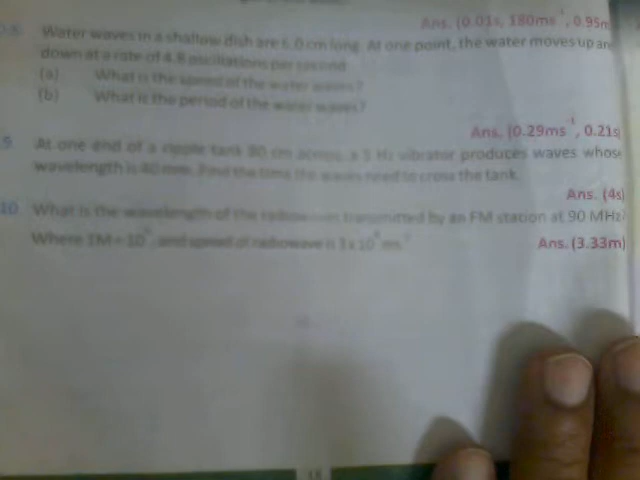 Ans. (0.01s, 180ms⁻¹, 0.95m
Water waves in a shallow dish are 6.0 cm long. At one point, the water moves up an
down at a rate of 4.8 oscillations per second
(a) What is the speed of the water waves?
(b) What is the period of the water waves?
Ans. (0.29ms⁻¹, 0.21s
9 At one end of a ripple tank 80 cm across, a 5 Hz vibrator produces waves whose
wavelength is 40 mm. Find the time the waves need to cross the tank.
Ans. (4s)
10 What is the wavelength of the radiowaves transmitted by an FM station at 90 MHz?
Where 1M = 10 and speed of radiowave is 3 x 10⁸ ms⁻¹
Ans. (3.33m)